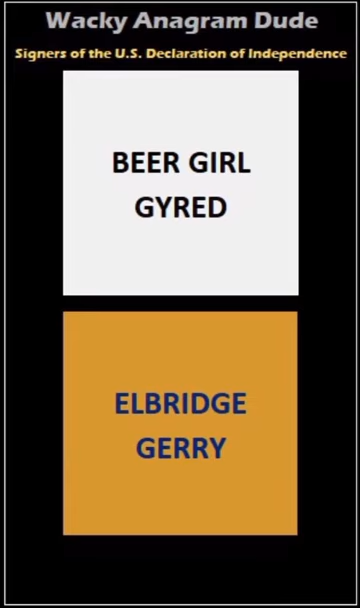 Wacky Anagram Dude
Signers of the U.S. Declaration of Independence
BEER GIRL
GYRED
ELBRIDGE
GERRY